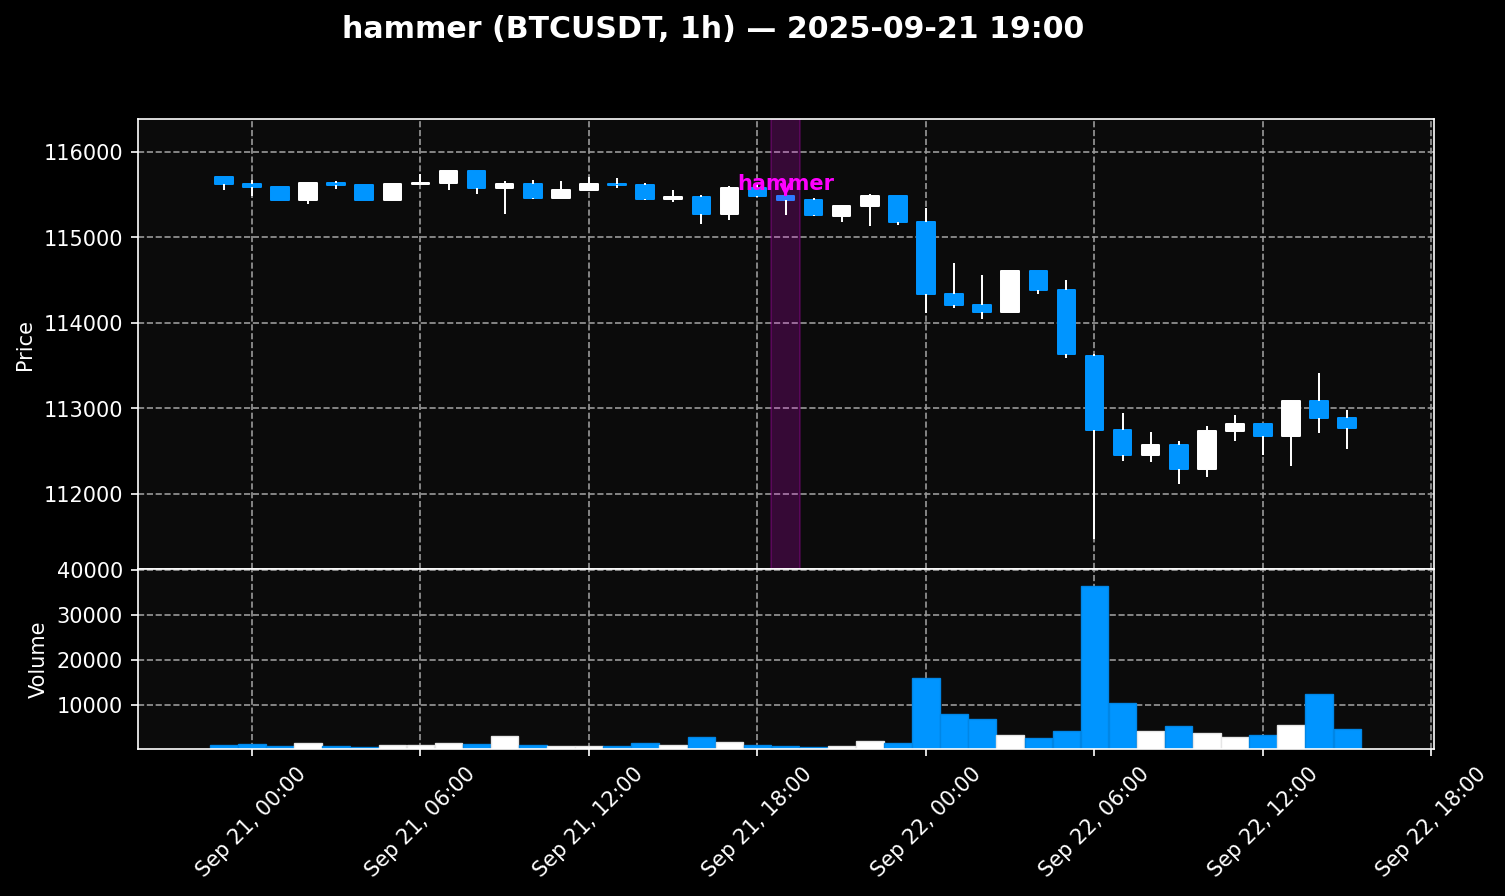 hammer (BTCUSDT, 1h) — 2025-09-21 19:00
116000
115000
114000
113000
112000
Price
hammer
40000
30000
20000
10000
Volume
Sep 21, 00:00
Sep 21, 06:00
Sep 21, 12:00
Sep 21, 18:00
Sep 22, 00:00
Sep 22, 06:00
Sep 22, 12:00
Sep 22, 18:00